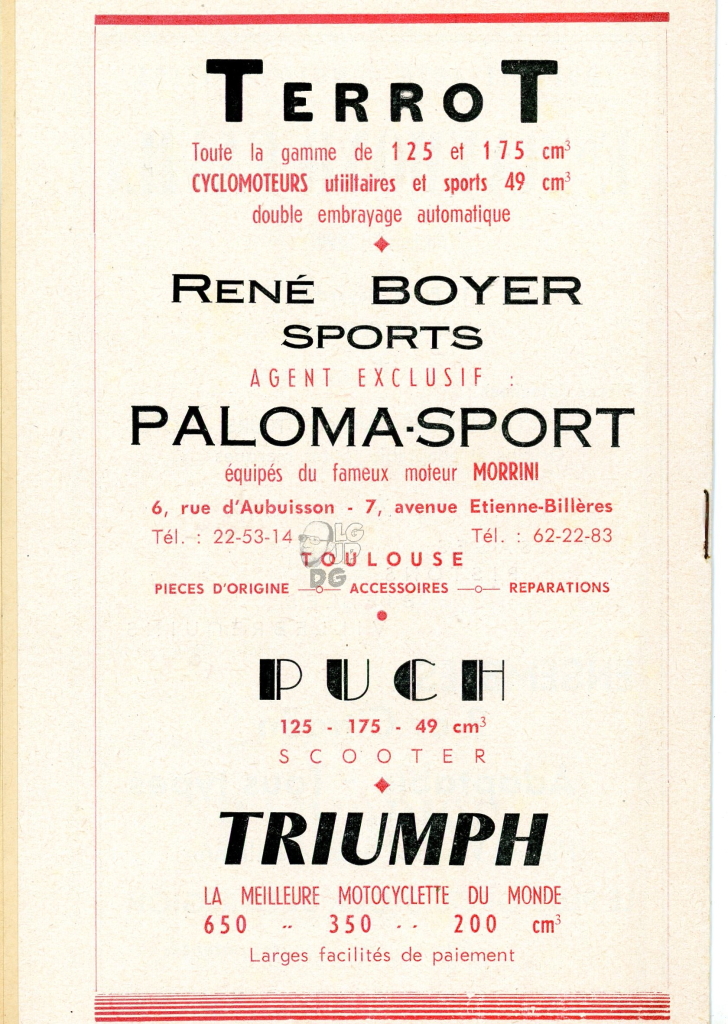 TERROT
Toute la gamme de 125 et 175 cm³
CYCLOMOTEURS utiiltaires et sports 49 cm³
double embrayage automatique
RENÉ BOYER
SPORTS
AGENT EXCLUSIF :
PALOMA-SPORT
équipés du fameux moteur MORRINI
6, rue d'Aubuisson - 7, avenue Etienne-Billères
Tél. : 22-53-14 Tél. : 62-22-83
LG
UP
DG
TOULOUSE
PIECES D'ORIGINE —o— ACCESSOIRES —o— REPARATIONS
PUCH
125 - 175 - 49 cm³
SCOOTER
TRIUMPH
LA MEILLEURE MOTOCYCLETTE DU MONDE
650 -- 350 -- 200 cm³
Larges facilités de paiement